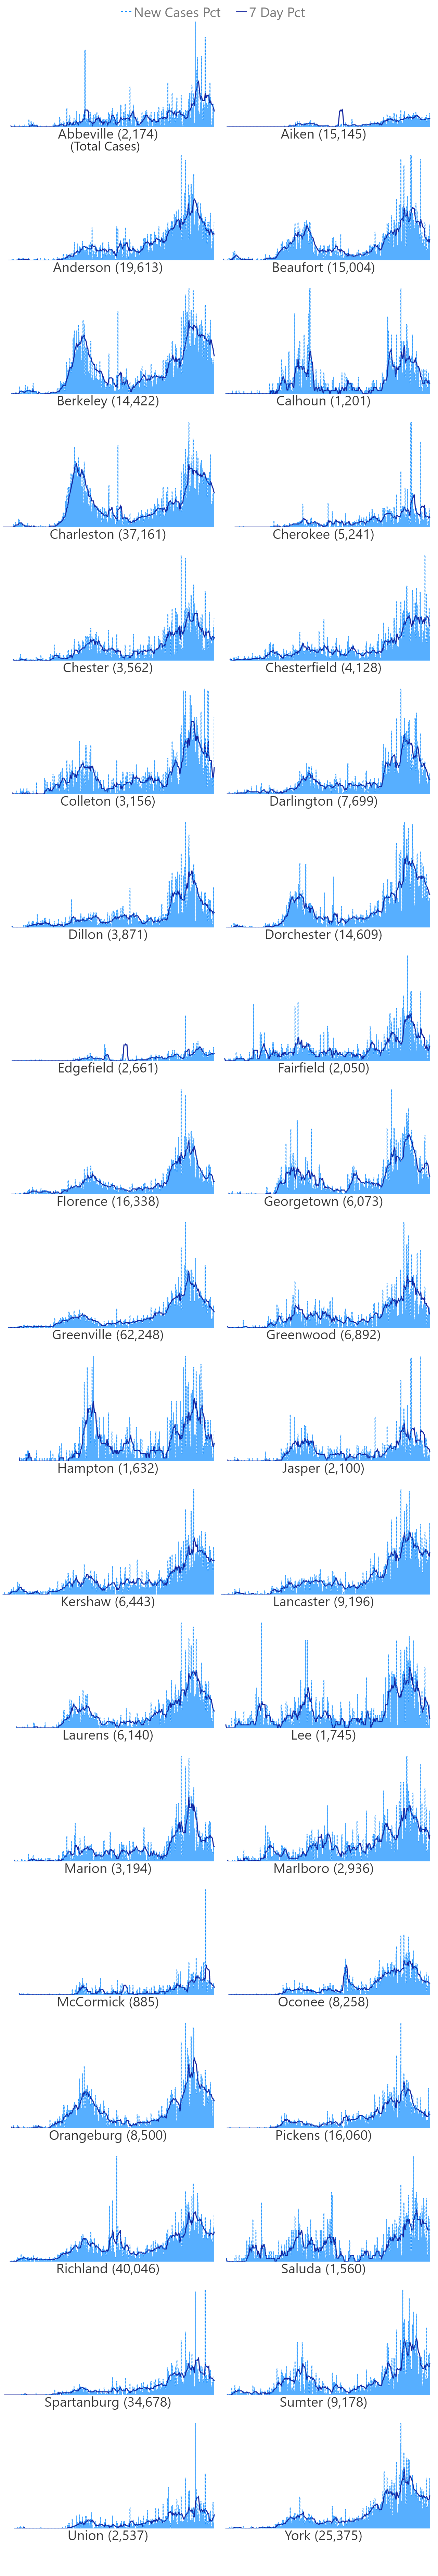 New Cases Pct 7 Day Pct
Abbeville (2,174) Aiken (15,145)
(Total Cases)
Anderson (19,613) Beaufort (15,004)
Berkeley (14,422) Calhoun (1,201)
Charleston (37,161) Cherokee (5,241)
Chester (3,562) Chesterfield (4,128)
Colleton (3,156) Darlington (7,699)
Dillon (3,871) Dorchester (14,609)
Edgefield (2,661) Fairfield (2,050)
Florence (16,338) Georgetown (6,073)
Greenville (62,248) Greenwood (6,892)
Hampton (1,632) Jasper (2,100)
Kershaw (6,443) Lancaster (9,196)
Laurens (6,140) Lee (1,745)
Marion (3,194) Marlboro (2,936)
McCormick (885) Oconee (8,258)
Orangeburg (8,500) Pickens (16,060)
Richland (40,046) Saluda (1,560)
Spartanburg (34,678) Sumter (9,178)
Union (2,537) York (25,375)